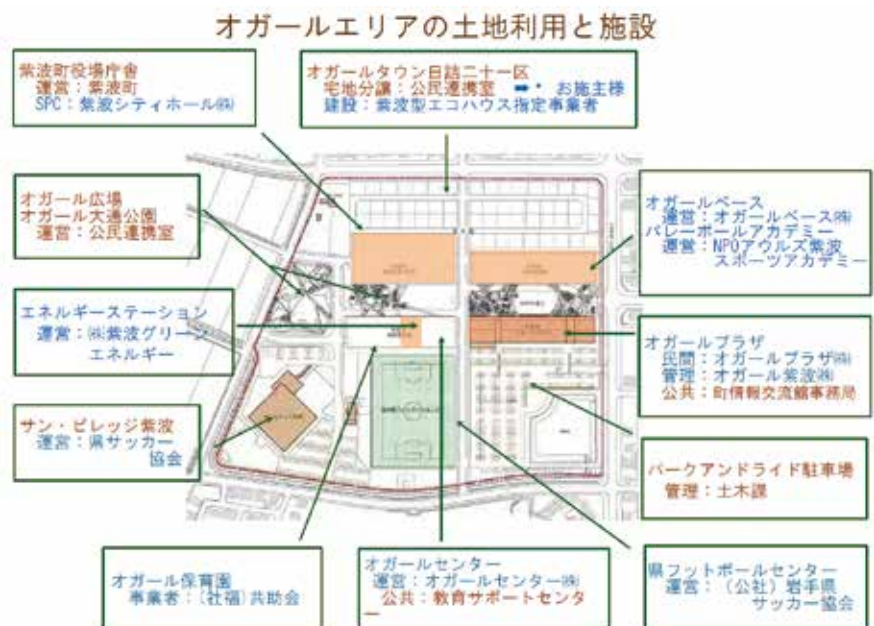 オガールエリアの土地利用と施設
紫波町役場庁舎
運営：紫波町
SPC：紫波シティホール㈱
オガールタウン日詰二十一区
宅地分譲：公民連携室 ➡・ お施主様
建設：紫波型エコハウス指定事業者
オガール広場
オガール大通公園
運営：公民連携室
オガールベース
運営：オガールベース㈱
バレーボールアカデミー
運営：NPOアウルズ紫波
スポーツアカデミー
エネルギーステーション
運営：㈱紫波グリーン
エネルギー
オガールプラザ
民間：オガールプラザ㈱
管理：オガール紫波㈱
公共：町情報交流館事務局
サン・ビレッジ紫波
運営：県サッカー
協会
パークアンドライド駐車場
管理：土木課
オガール保育園
事業者：（社福）共助会
オガールセンター
運営：オガールセンター㈱
公共：教育サポートセンタ
ー
県フットボールセンター
運営：（公社）岩手県
サッカー協会